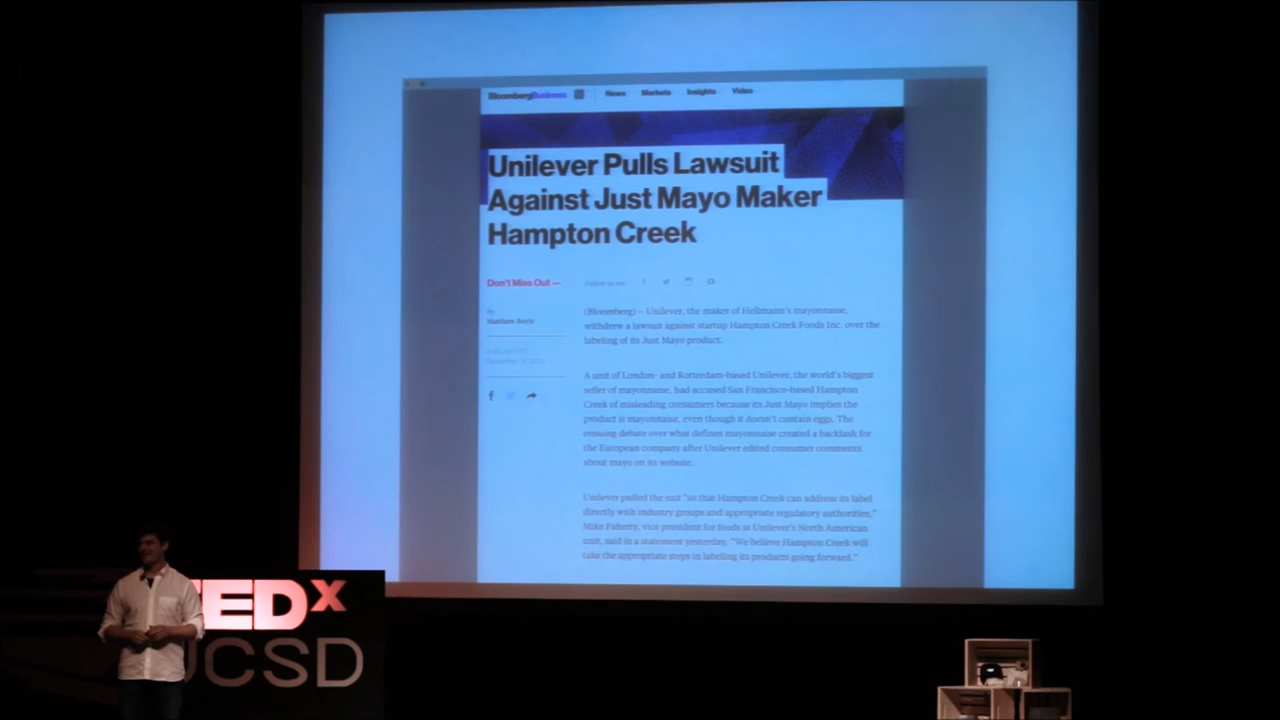 BloombergBusiness News Markets Insights Video
Unilever Pulls Lawsuit
Against Just Mayo Maker
Hampton Creek
Don't Miss Out —
Follow us on:
by
Matthew Boyle
(Bloomberg) -- Unilever, the maker of Hellmann's mayonnaise,
withdrew a lawsuit against startup Hampton Creek Foods Inc. over the
labeling of its Just Mayo product.
A unit of London- and Rotterdam-based Unilever, the world's biggest
seller of mayonnaise, had accused San Francisco-based Hampton
Creek of misleading consumers because its Just Mayo implies the
product is mayonnaise, even though it doesn't contain eggs. The
ensuing debate over what defines mayonnaise created a backlash for
the European company after Unilever edited consumer comments
about mayo on its website.
Unilever pulled the suit "so that Hampton Creek can address its label
directly with industry groups and appropriate regulatory authorities,"
Mike Faherty, vice president for foods at Unilever's North American
unit, said in a statement yesterday. "We believe Hampton Creek will
take the appropriate steps in labeling its products going forward."
TEDx
UCSD